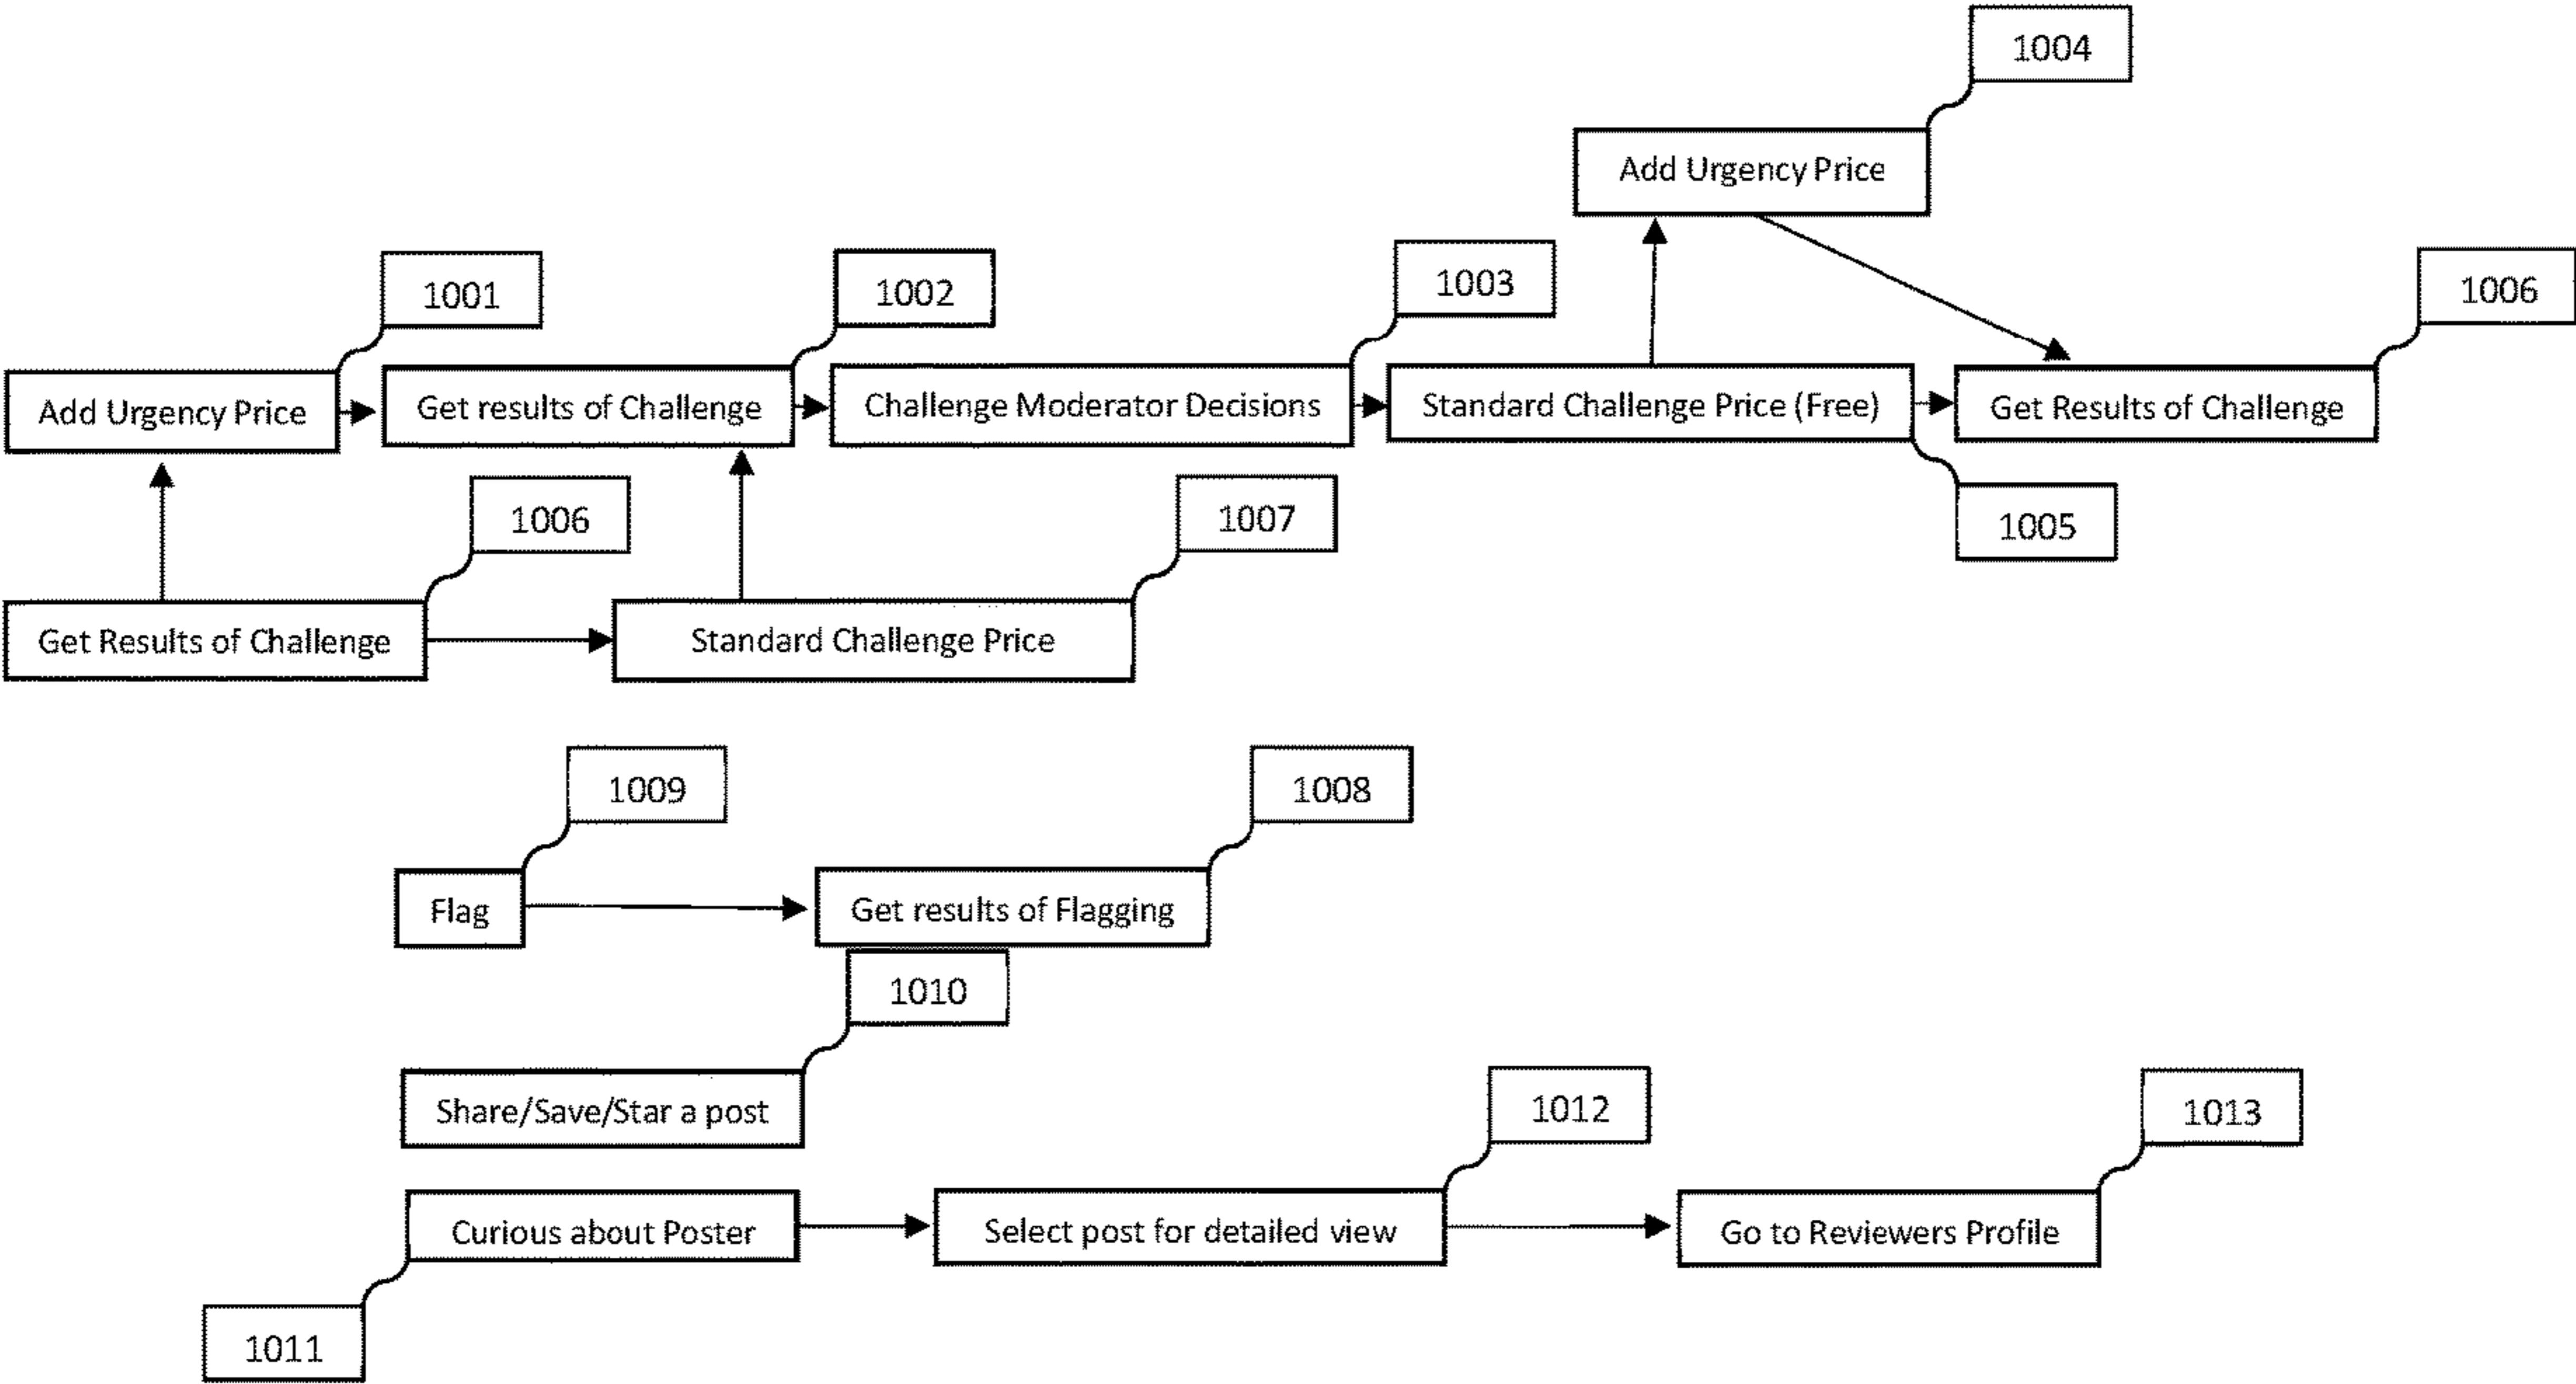 1004
Add Urgency Price
1001
1002
1003
1006
Add Urgency Price
Get results of Challenge
Challenge Moderator Decisions
Standard Challenge Price (Free)
Get Results of Challenge
1006
1007
1005
Get Results of Challenge
Standard Challenge Price
1009
1008
Flag
Get results of Flagging
1010
Share/Save/Star a post
1012
1013
Curious about Poster
Select post for detailed view
Go to Reviewers Profile
1011